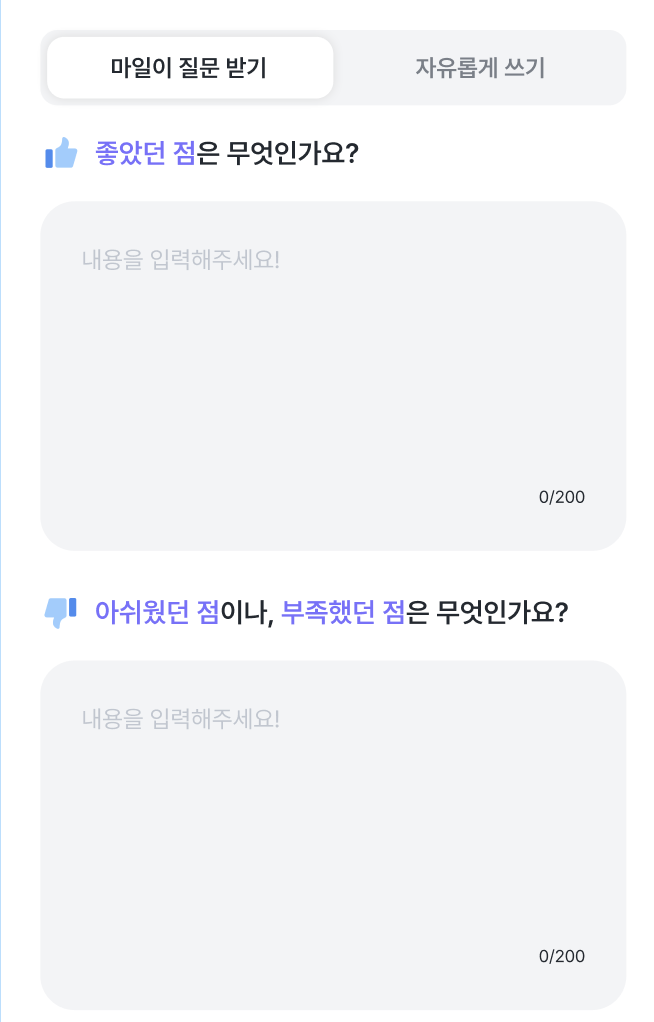 마일이 질문 받기
자유롭게 쓰기
좋았던 점은 무엇인가요?
내용을 입력해주세요!
0/200
아쉬웠던 점이나, 부족했던 점은 무엇인가요?
내용을 입력해주세요!
0/200